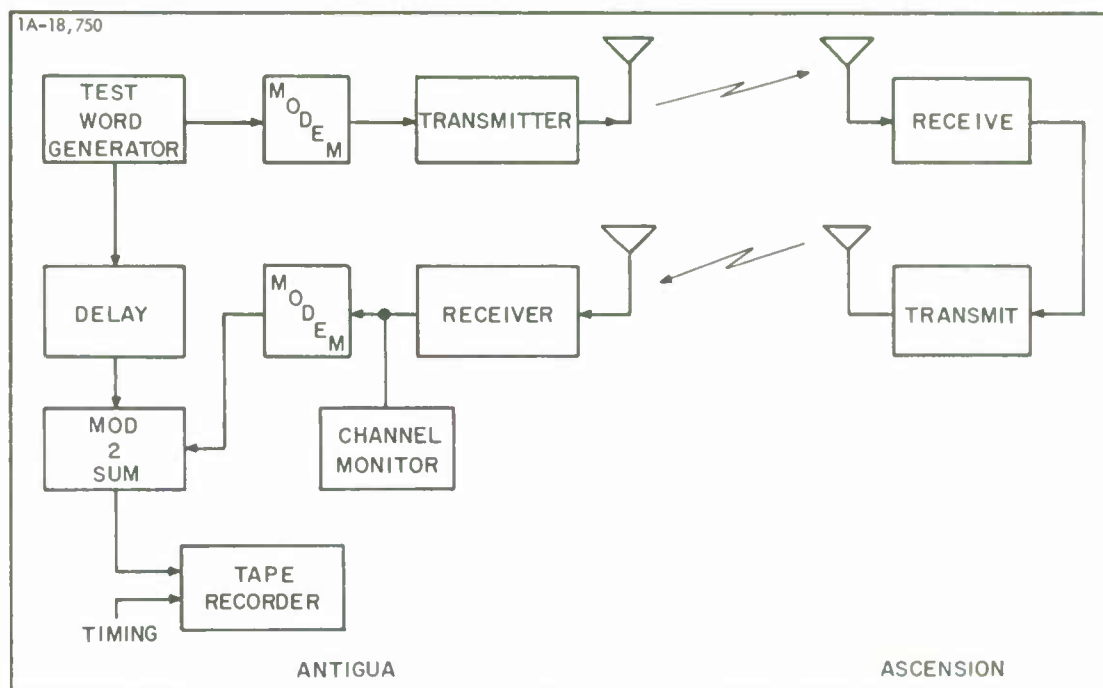 1A-18,750
TEST
WORD
GENERATOR
MODEM
TRANSMITTER
RECEIVE
DELAY
MODEM
RECEIVER
TRANSMIT
MOD
2
SUM
CHANNEL
MONITOR
TAPE
RECORDER
TIMING
ANTIGUA
ASCENSION